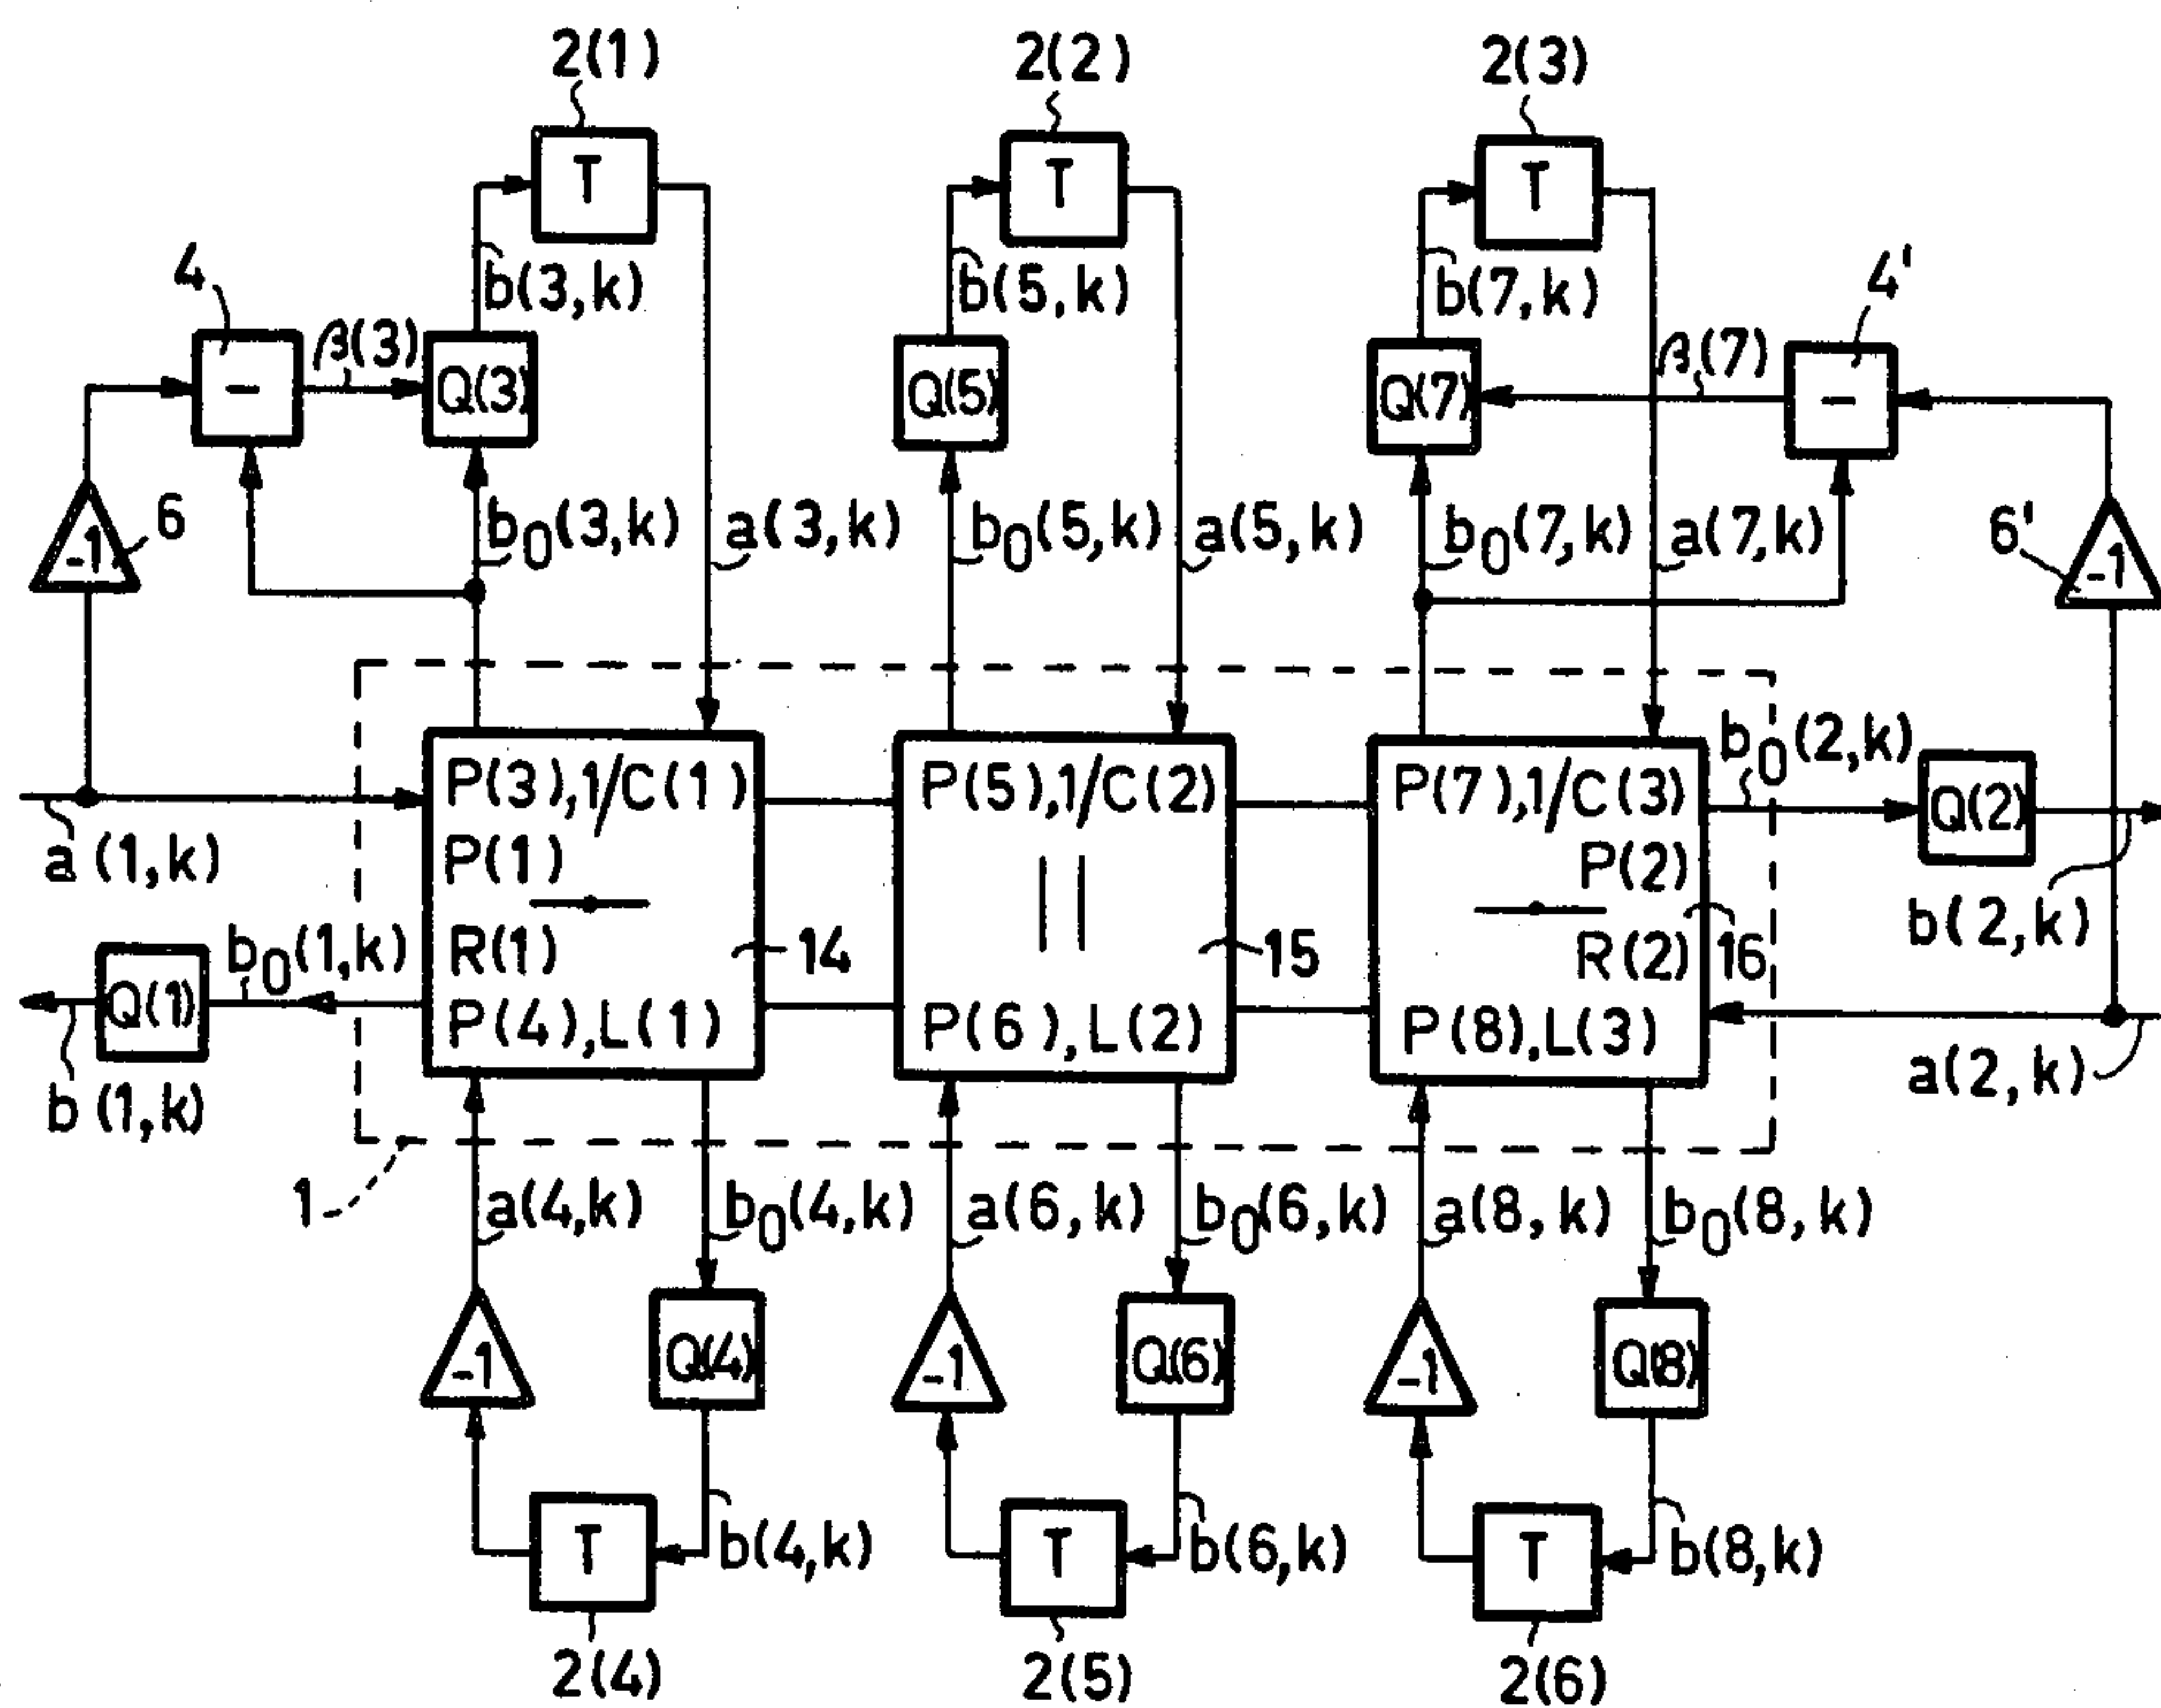 2(1) 2(2) 2(3)
T T T
b(3,k) b(5,k) b(7,k)
4 β(3) β(7) 4'
- Q(3) Q(5) Q(7) -
6 -1 b₀(3,k) a(3,k) b₀(5,k) a(5,k) b₀(7,k) a(7,k) 6' -1
a(1,k)
P(3),1/C(1)
P(1)
R(1)
P(4),L(1)
14
P(5),1/C(2)
||
P(6),L(2)
15
P(7),1/C(3)
P(2)
R(2)
P(8),L(3)
16
b₀(2,k)
Q(2)
b(2,k)
b₀(1,k)
Q(1)
b(1,k)
a(2,k)
1
a(4,k) b₀(4,k) a(6,k) b₀(6,k) a(8,k) b₀(8,k)
-1 Q(4) -1 Q(6) -1 Q(8)
T b(4,k) T b(6,k) T b(8,k)
2(4) 2(5) 2(6)